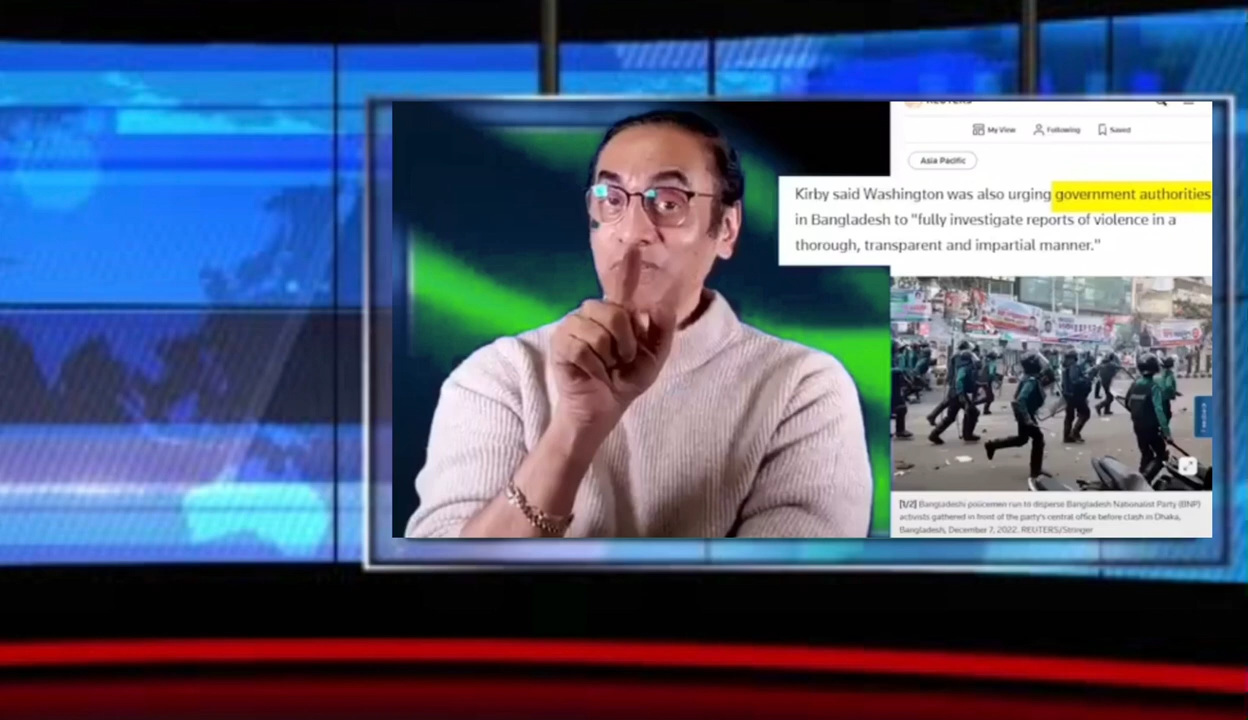 REUTERS
My View Following Saved
Asia Pacific
Kirby said Washington was also urging government authorities
in Bangladesh to "fully investigate reports of violence in a
thorough, transparent and impartial manner."
[1/2] Bangladeshi policemen run to disperse Bangladesh Nationalist Party (BNP)
activists gathered in front of the party's central office before clash in Dhaka,
Bangladesh, December 7, 2022. REUTERS/Stringer